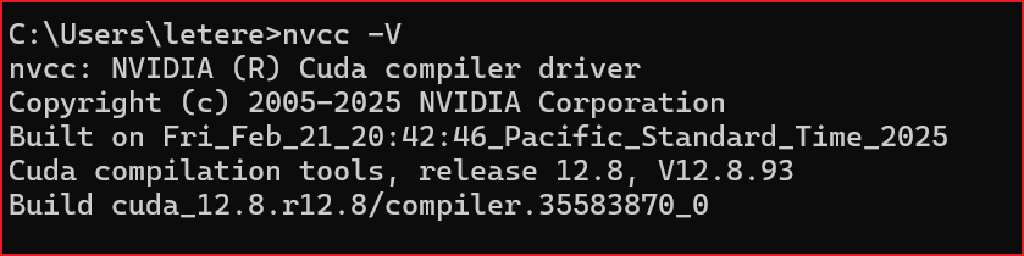 C:\Users\letere>nvcc -V
nvcc: NVIDIA (R) Cuda compiler driver
Copyright (c) 2005-2025 NVIDIA Corporation
Built on Fri_Feb_21_20:42:46_Pacific_Standard_Time_2025
Cuda compilation tools, release 12.8, V12.8.93
Build cuda_12.8.r12.8/compiler.35583870_0